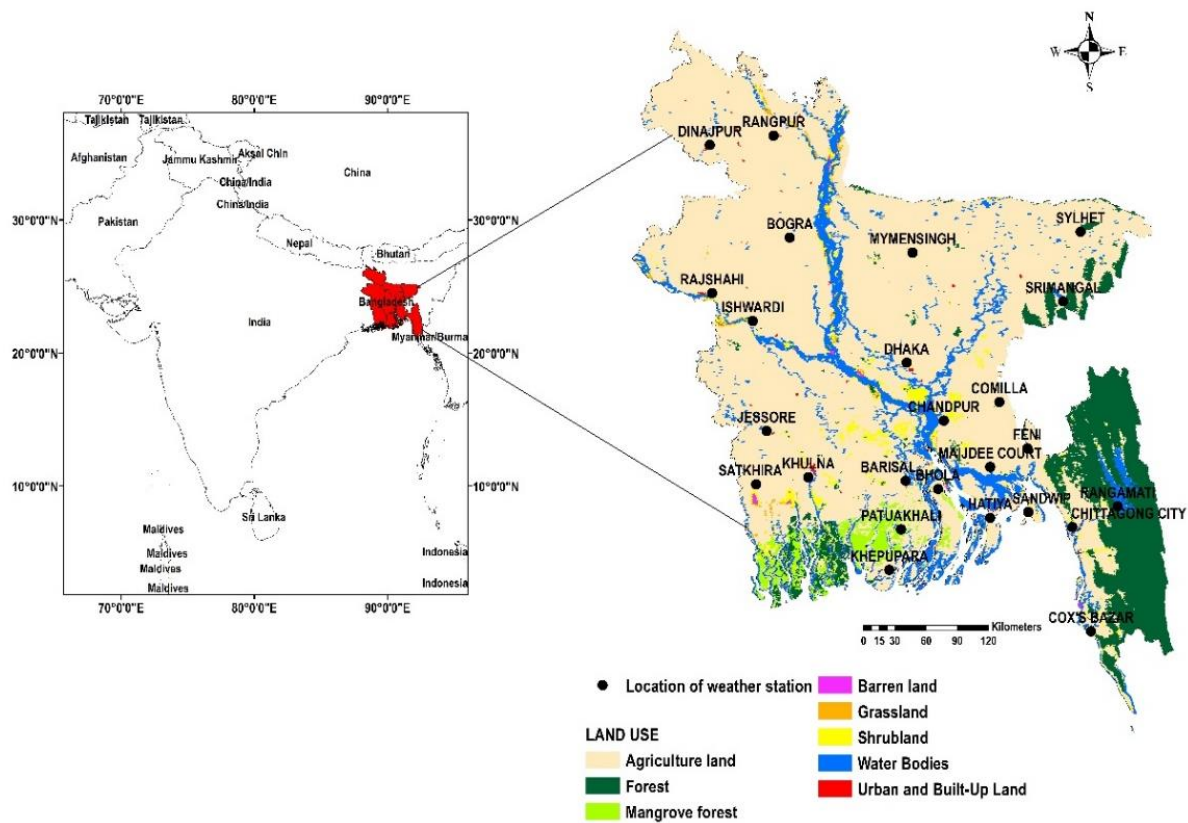 N
W E
S
70°0'0"E 80°0'0"E 90°0'0"E
Tajikistan Tajikistan
Afghanistan
Jammu Kashmir
Aksai Chin
China/India
China/India
China
30°0'0"N 30°0'0"N
Pakistan
Nepal
Bhutan
Bangladesh
India
Myanmar/Burma
20°0'0"N 20°0'0"N
10°0'0"N 10°0'0"N
Sri Lanka
Maldives
Maldives
Maldives
Maldives
Indonesia
Indonesia
70°0'0"E 80°0'0"E 90°0'0"E
RANGPUR
DINAJPUR
BOGRA
MYMENSINGH
SYLHET
SRIMANGAL
RAJSHAHI
ISHWARDI
DHAKA
COMILLA
CHANDPUR
JESSORE
FENI
MAIJDEE COURT
SATKHIRA
KHULNA
BARISAL
BHOLA
HATIYA
SANDWIP
RANGAMATI
CHITTAGONG CITY
PATUAKHALI
KHEPUPARA
COX'S BAZAR
Kilometers
0 15 30 60 90 120
Location of weather station
LAND USE
Agriculture land
Forest
Mangrove forest
Barren land
Grassland
Shrubland
Water Bodies
Urban and Built-Up Land